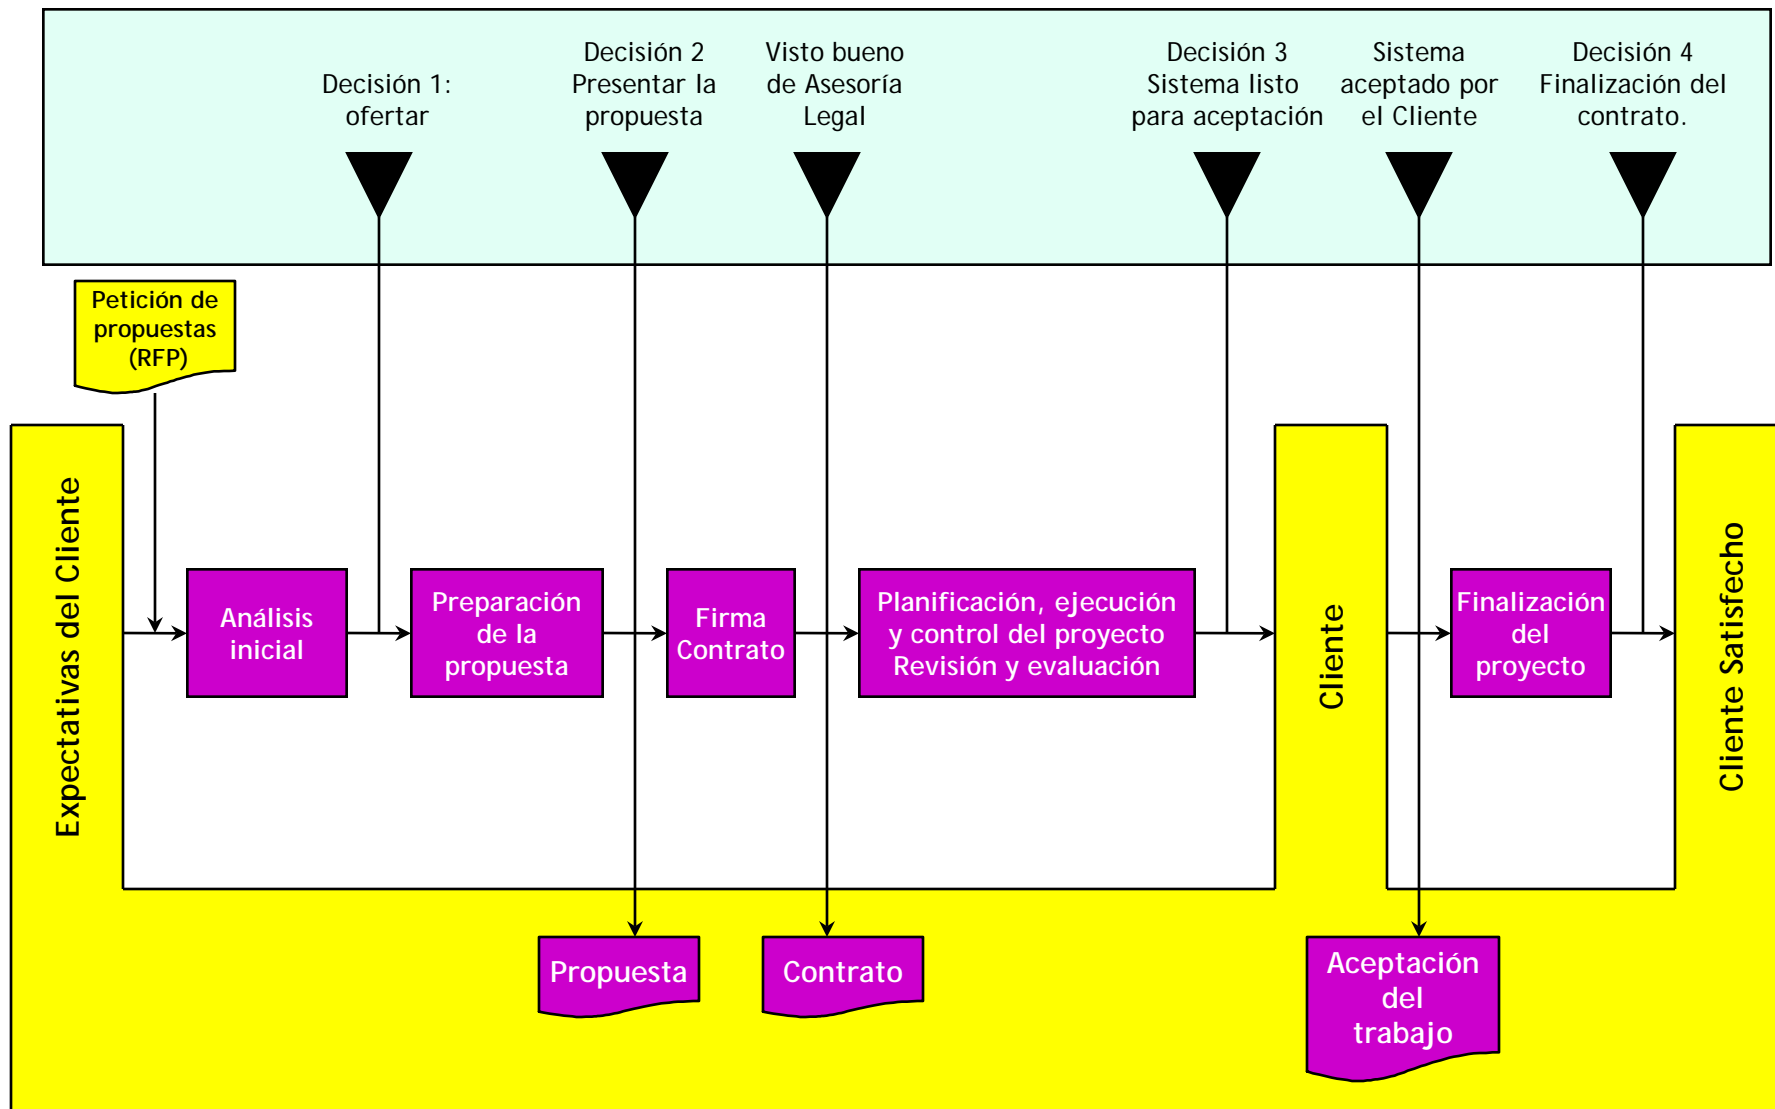 Decisión 1:
ofertar
Decisión 2
Presentar la
propuesta
Visto bueno
de Asesoría
Legal
Decisión 3
Sistema listo
para aceptación
Sistema
aceptado por
el Cliente
Decisión 4
Finalización del
contrato.
Petición de
propuestas
(RFP)
Expectativas del Cliente
Análisis
inicial
Preparación
de la
propuesta
Firma
Contrato
Planificación, ejecución
y control del proyecto
Revisión y evaluación
Cliente
Finalización
del
proyecto
Cliente Satisfecho
Propuesta
Contrato
Aceptación
del
trabajo